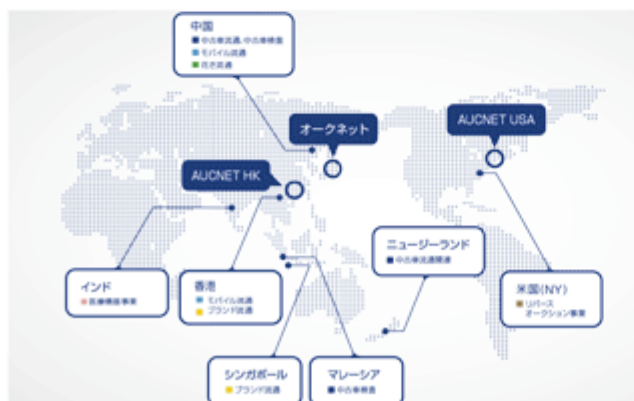 中国
中古車流通、中古車検査
モバイル流通
花き流通
オークネット
AUCNET USA
AUCNET HK
ニュージーランド
中古車流通関連
インド
医療機器事業
香港
モバイル流通
ブランド流通
米国(NY)
リバース
オークション事業
シンガポール
ブランド流通
マレーシア
中古車検査